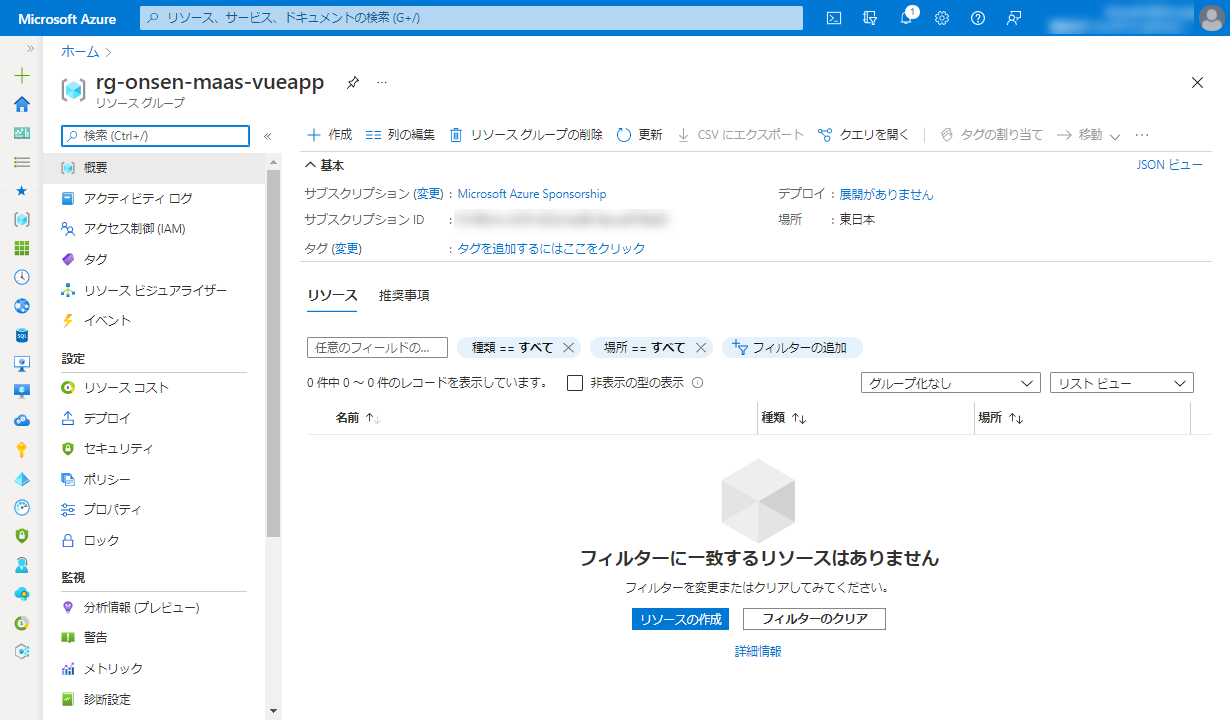 Microsoft Azure
リソース、サービス、ドキュメントの検索 (G+/)
1
ホーム
rg-onsen-maas-vueapp
...
リソース グループ
検索 (Ctrl+/)
概要
アクティビティ ログ
アクセス制御 (IAM)
タグ
リソース ビジュアライザー
イベント
設定
リソース コスト
デプロイ
セキュリティ
ポリシー
プロパティ
ロック
監視
分析情報 (プレビュー)
警告
メトリック
診断設定
作成 列の編集 リソース グループの削除 更新 CSV にエクスポート クエリを開く タグの割り当て 移動 ...
基本
JSON ビュー
サブスクリプション (変更) : Microsoft Azure Sponsorship
デプロイ : 展開がありません
サブスクリプション ID :
場所 : 東日本
タグ (変更) : タグを追加するにはここをクリック
リソース 推奨事項
任意のフィールドの... 種類 == すべて 場所 == すべて フィルターの追加
0 件中 0 ～ 0 件のレコードを表示しています。 非表示の型の表示 グループ化なし リスト ビュー
名前 種類 場所
フィルターに一致するリソースはありません
フィルターを変更またはクリアしてみてください。
リソースの作成 フィルターのクリア
詳細情報
SQL